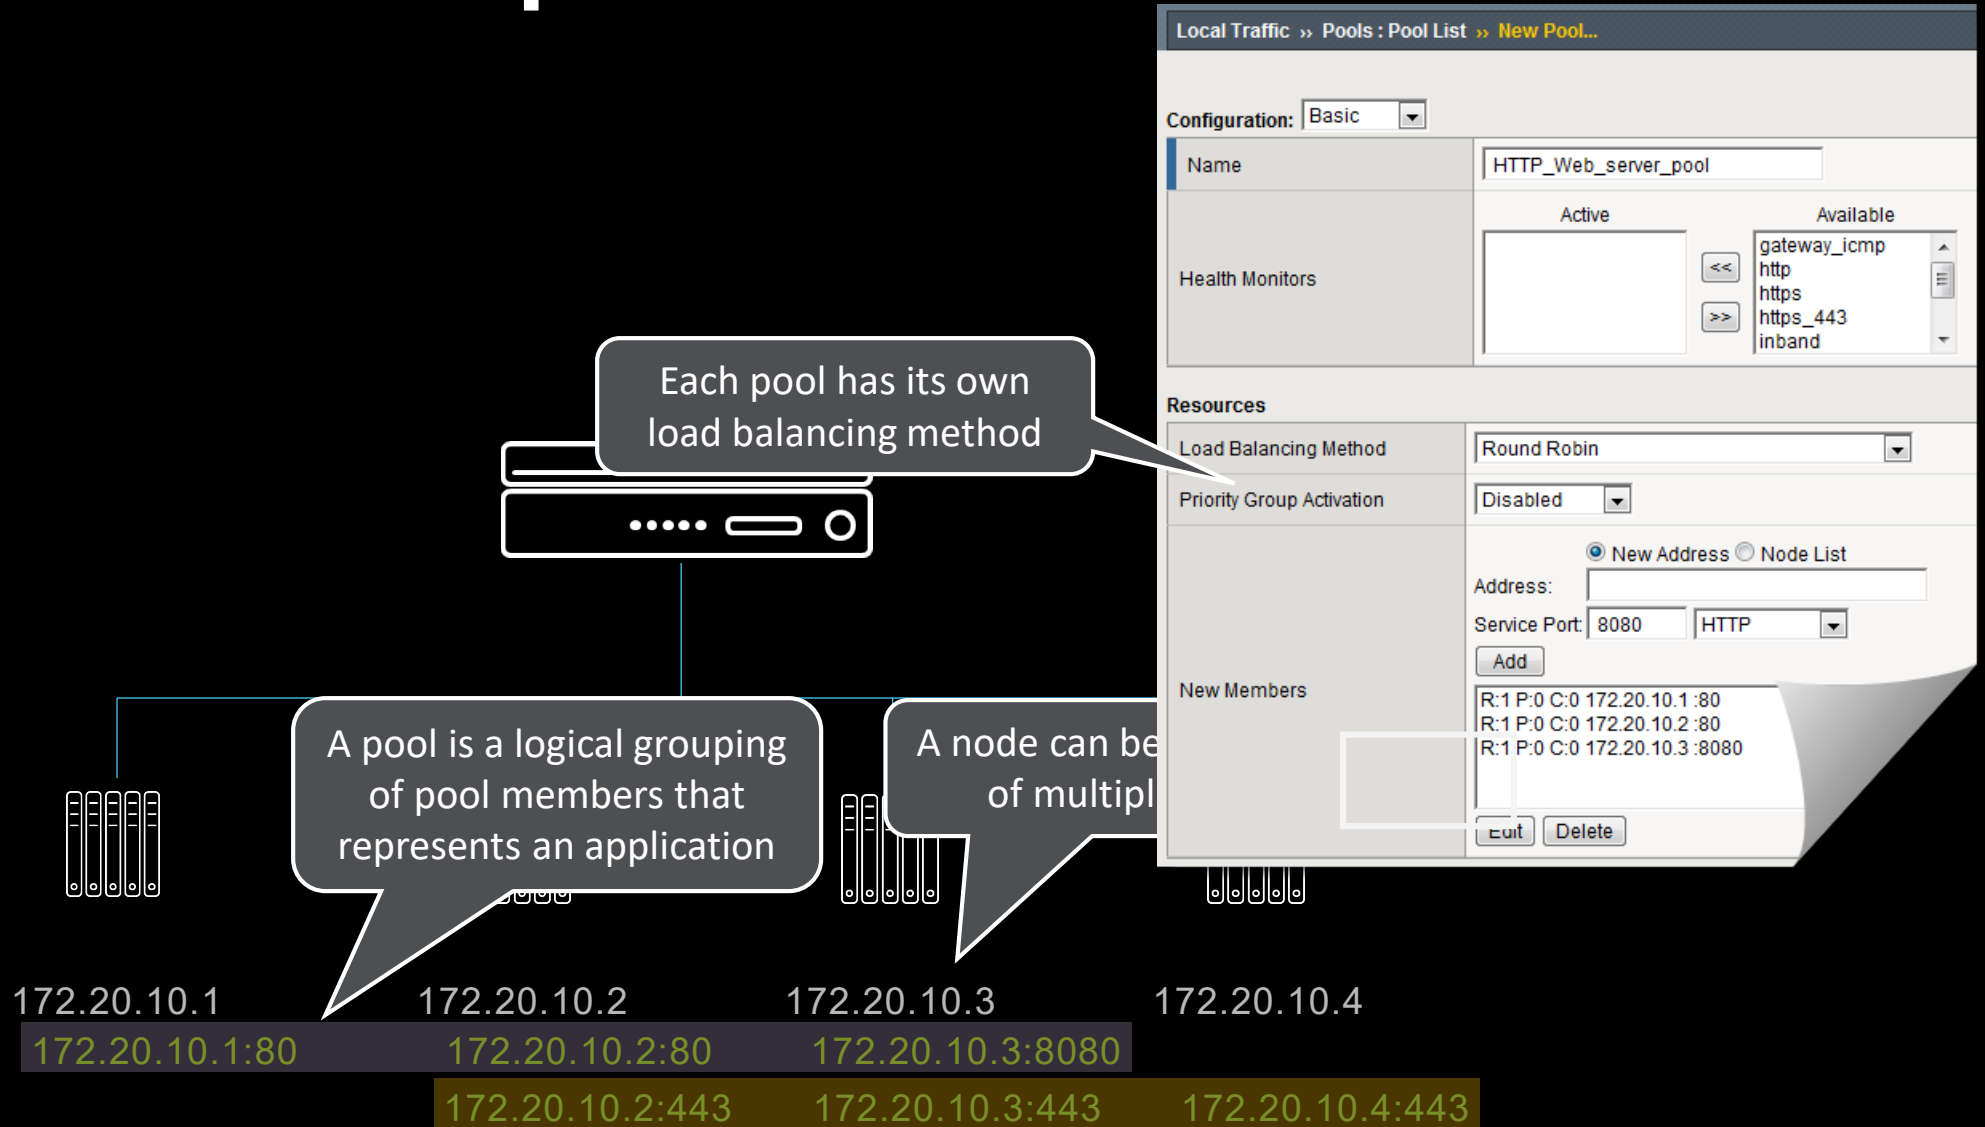 Local Traffic ›› Pools : Pool List ›› New Pool...
Configuration: Basic
Name HTTP_Web_server_pool
Health Monitors
Active Available
gateway_icmp
http
https
https_443
inband
<<
>>
Resources
Load Balancing Method Round Robin
Priority Group Activation Disabled
New Members
New Address Node List
Address:
Service Port: 8080 HTTP
Add
R:1 P:0 C:0 172.20.10.1 :80
R:1 P:0 C:0 172.20.10.2 :80
R:1 P:0 C:0 172.20.10.3 :8080
Edit Delete
Each pool has its own
load balancing method
A pool is a logical grouping
of pool members that
represents an application
A node can be
of multipl
172.20.10.1 172.20.10.2 172.20.10.3 172.20.10.4
172.20.10.1:80 172.20.10.2:80 172.20.10.3:8080
172.20.10.2:443 172.20.10.3:443 172.20.10.4:443